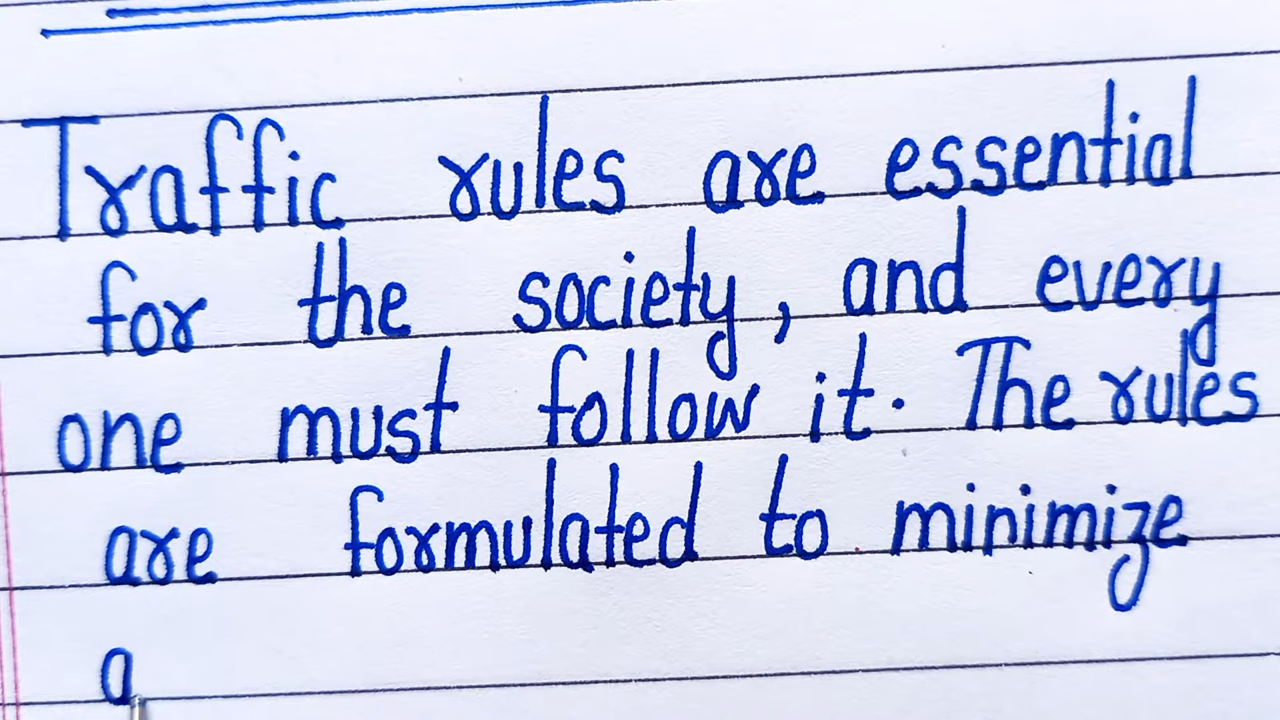 Traffic rules are essential
for the society, and every
one must follow it. The rules
are formulated to minimize
a